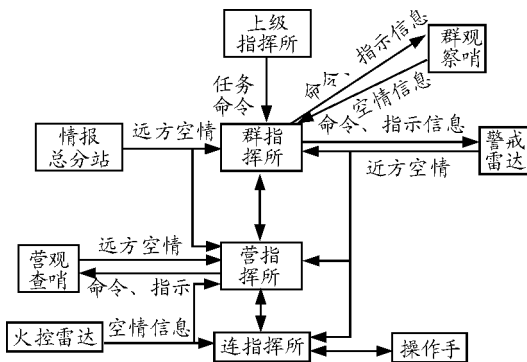 上级
指挥所
群观
察哨
命令、指示信息
空情信息
任务
命令
命令、指示信息
情报
总分站
远方空情
群指
挥所
警戒
雷达
近方空情
营观
查哨
远方空情
营指
挥所
命令、指示
火控雷达
空情信息
连指挥所
操作手